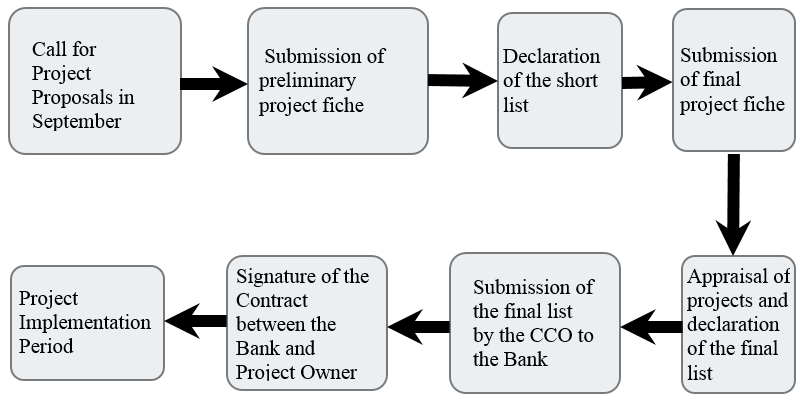 Call for
Project
Proposals in
September
Submission of
preliminary
project fiche
Declaration
of the short
list
Submission
of final
project fiche
Appraisal of
projects and
declaration
of the final
list
Submission of
the final list
by the CCO to
the Bank
Signature of the
Contract
between the
Bank and
Project Owner
Project
Implementation
Period